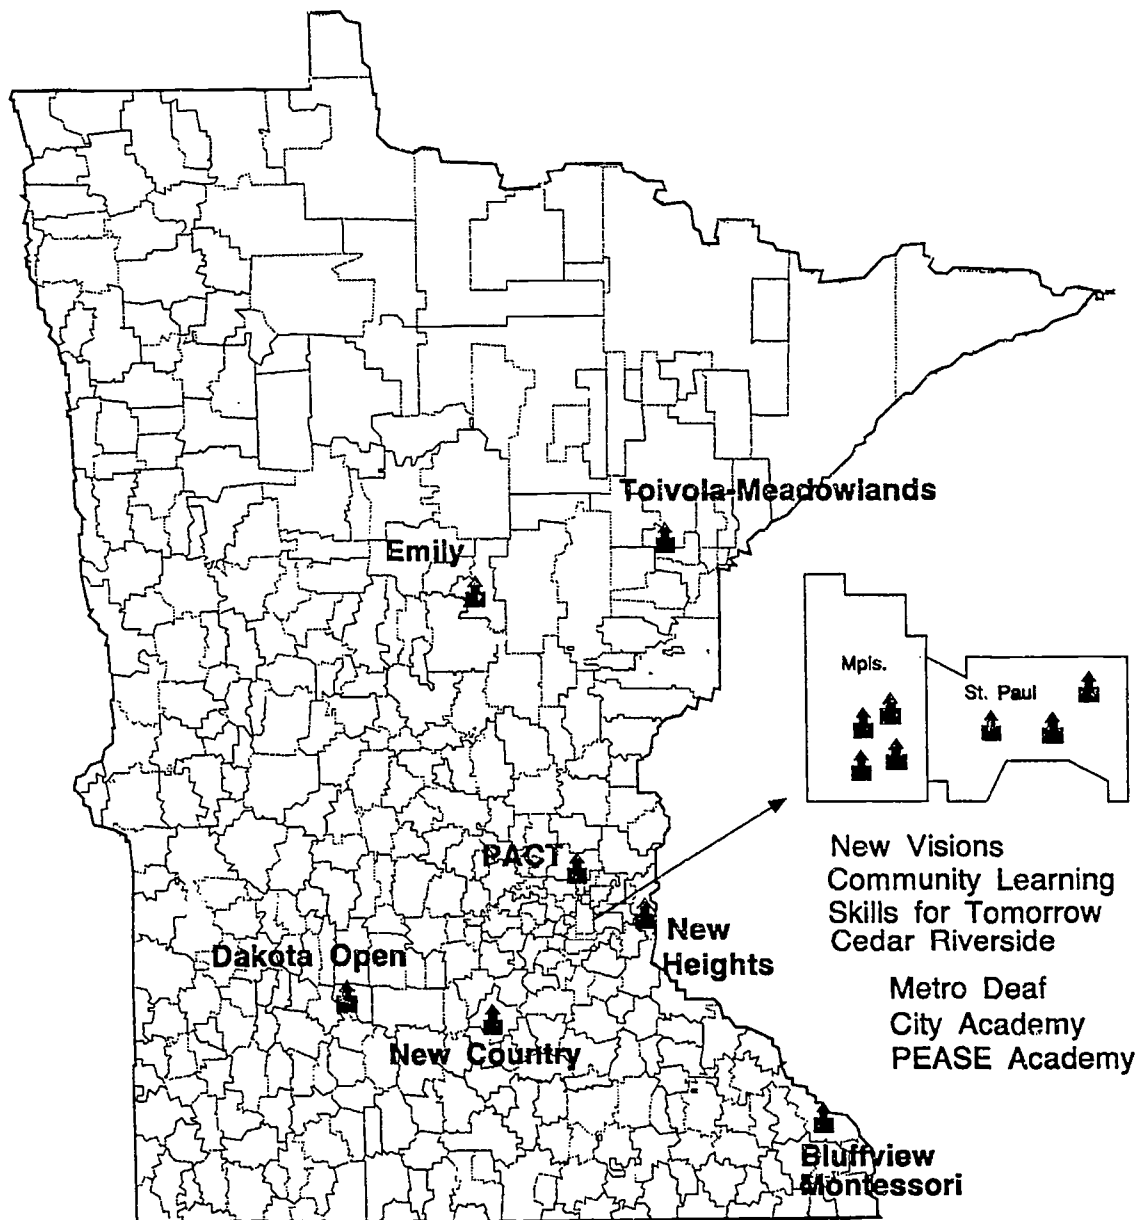 Toivola-Meadowlands
Emily
Mpls.
St. Paul
PACT
New Visions
Community Learning
Skills for Tomorrow
Cedar Riverside
New
Heights
Dakota Open
Metro Deaf
City Academy
PEASE Academy
New Country
Bluffview
Montessori